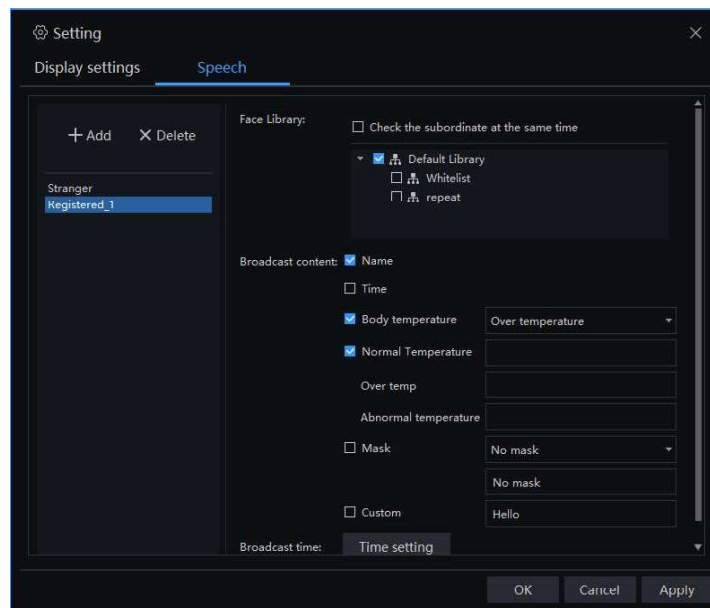 Setting
Display settings Speech
+ Add × Delete
Stranger
Registered_1
Face Library:
Check the subordinate at the same time
Default Library
Whitelist
repeat
Broadcast content: Name
Time
Body temperature Over temperature
Normal Temperature
Over temp
Abnormal temperature
Mask No mask
No mask
Custom Hello
Broadcast time: Time setting
OK Cancel Apply